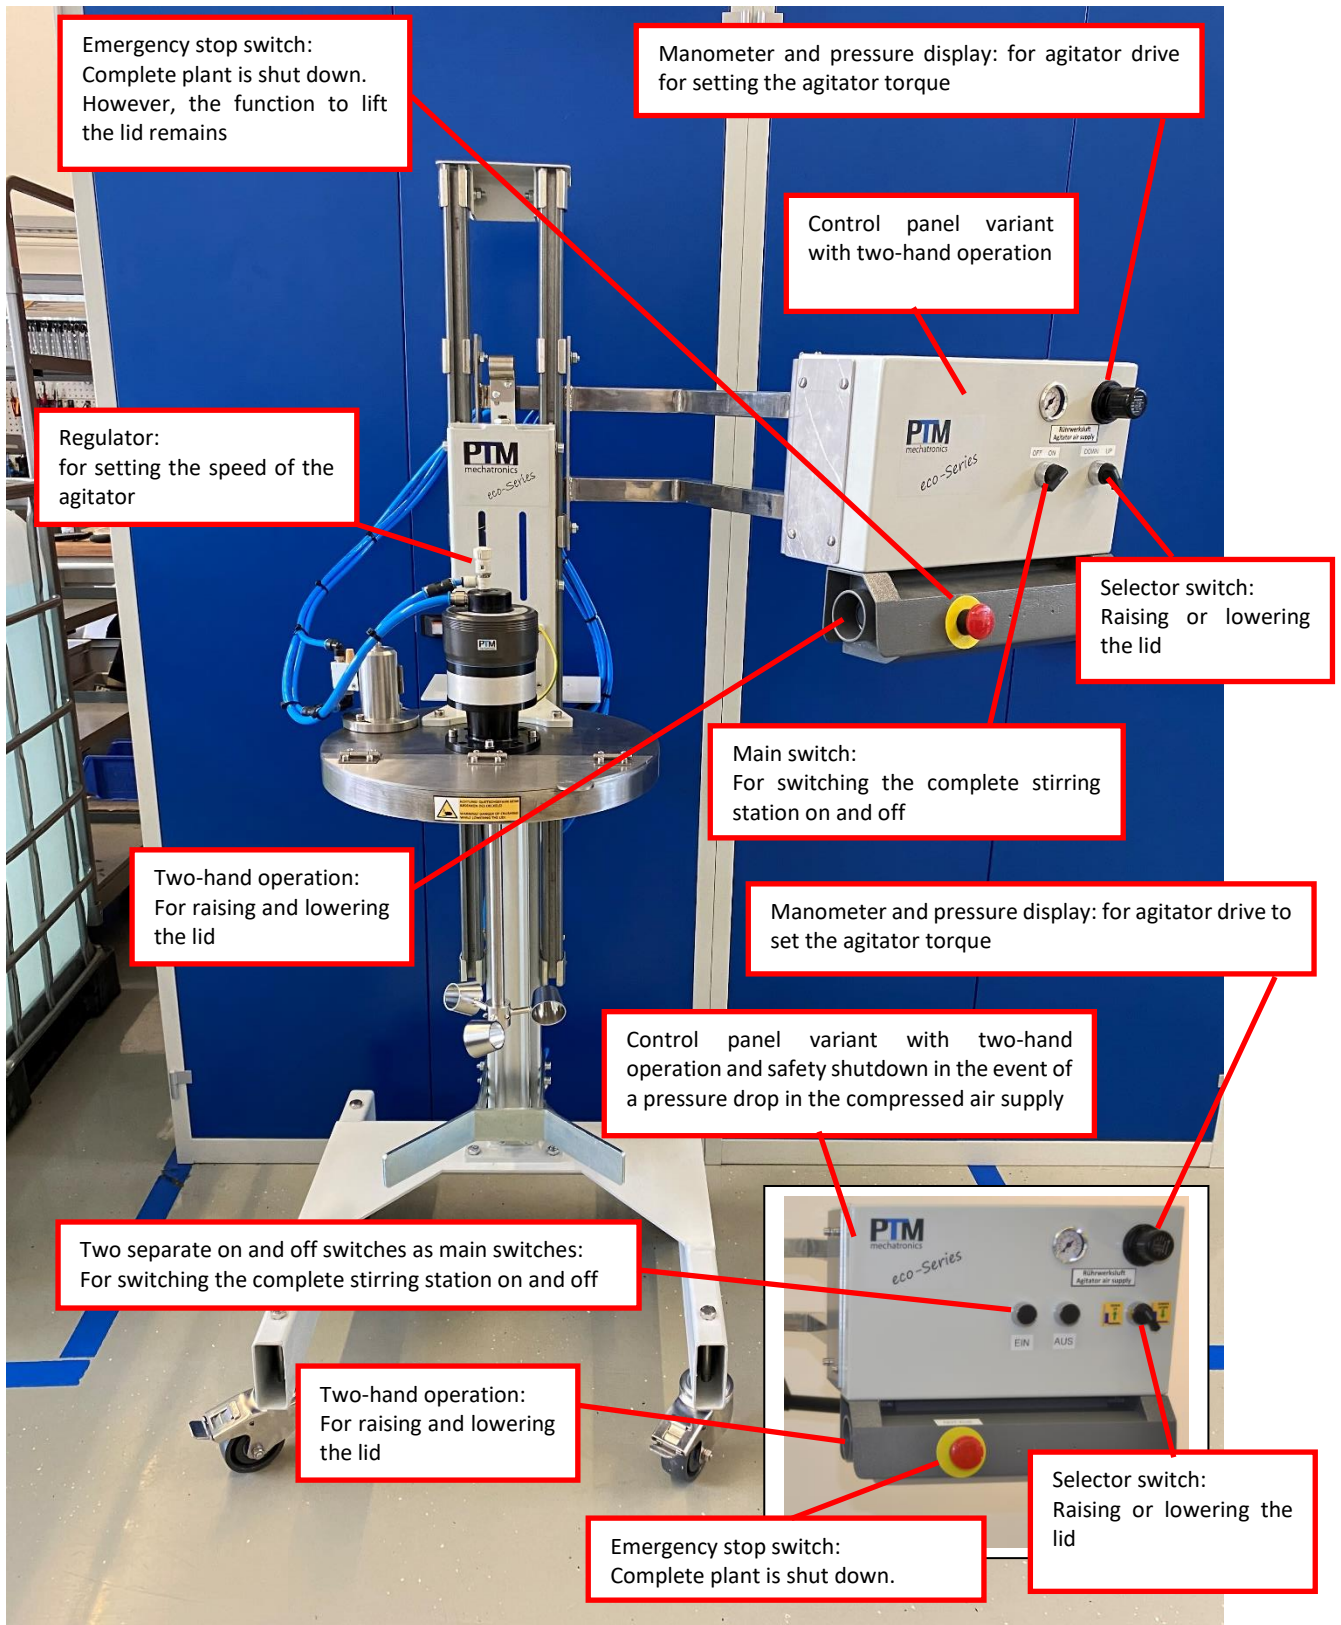 Emergency stop switch:
Complete plant is shut down.
However, the function to lift
the lid remains
Manometer and pressure display: for agitator drive
for setting the agitator torque
Control panel variant
with two-hand operation
Regulator:
for setting the speed of the
agitator
PTM
mechatronics
eco-Series
PTM
mechatronics
eco-Series
Rührwerksluft
Agitator air supply
OFF ON
DOWN UP
PTM
Selector switch:
Raising or lowering
the lid
Main switch:
For switching the complete stirring
station on and off
Two-hand operation:
For raising and lowering
the lid
Manometer and pressure display: for agitator drive to
set the agitator torque
Control panel variant with two-hand
operation and safety shutdown in the event of
a pressure drop in the compressed air supply
Two separate on and off switches as main switches:
For switching the complete stirring station on and off
PTM
mechatronics
eco-Series
Rührwerksluft
Agitator air supply
EIN
AUS
Two-hand operation:
For raising and lowering
the lid
Selector switch:
Raising or lowering the
lid
Emergency stop switch:
Complete plant is shut down.